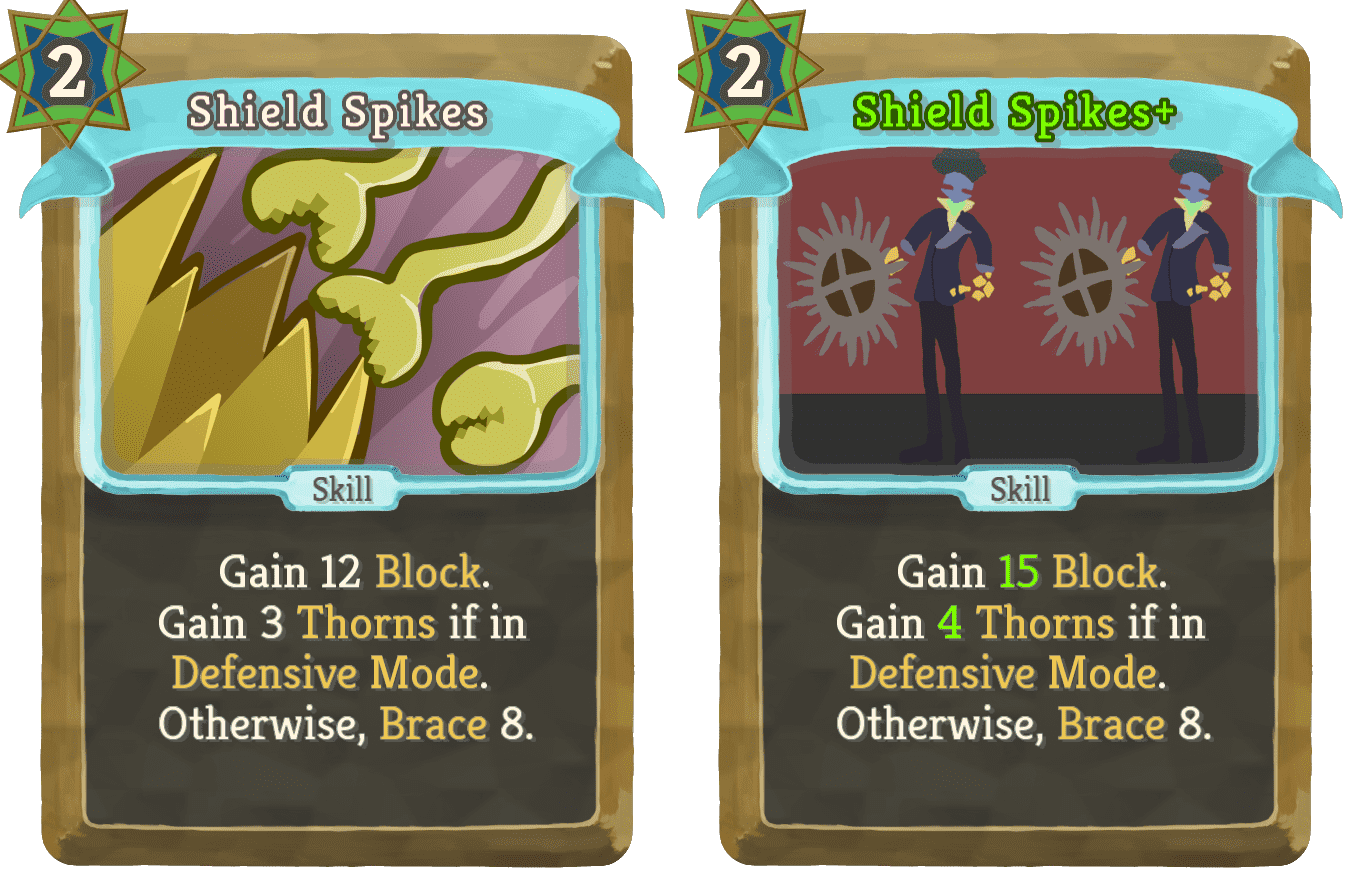 2
Shield Spikes
Skill
Gain 12 Block.
Gain 3 Thorns if in
Defensive Mode.
Otherwise, Brace 8.
2
Shield Spikes+
Skill
Gain 15 Block.
Gain 4 Thorns if in
Defensive Mode.
Otherwise, Brace 8.